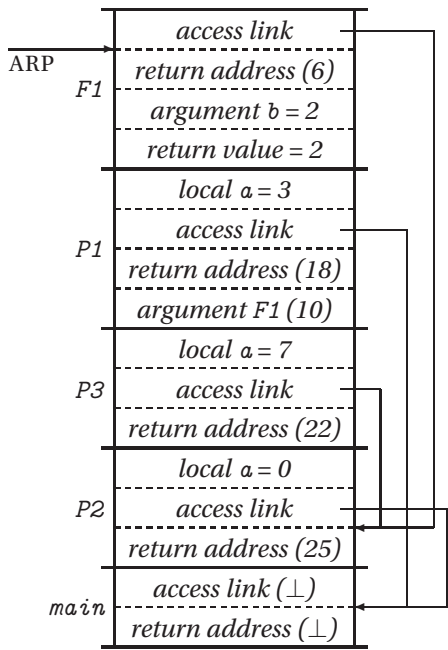 access link
ARP
return address (6)
F1
argument b = 2
return value = 2
local a = 3
access link
P1
return address (18)
argument F1 (10)
local a = 7
P3
access link
return address (22)
local a = 0
P2
access link
return address (25)
access link (⊥)
main
return address (⊥)